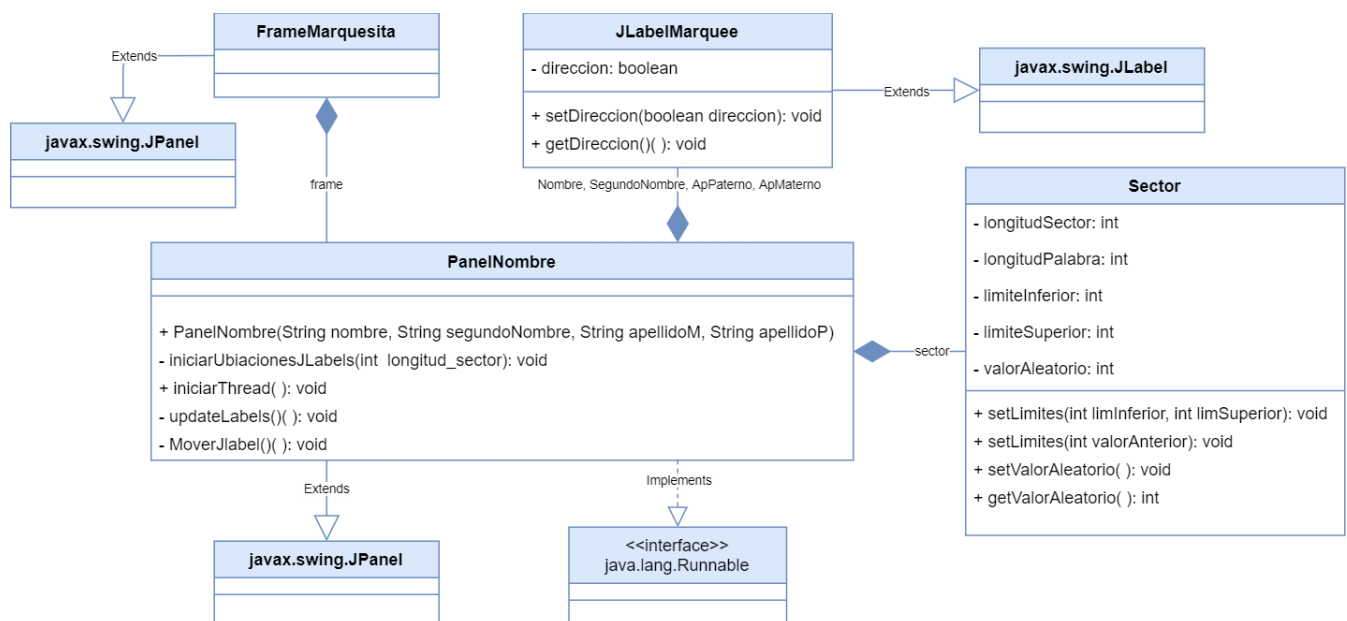 FrameMarquesita
Extends
javax.swing.JPanel
frame
JLabelMarquee
- direccion: boolean
+ setDireccion(boolean direccion): void
+ getDireccion()( ): void
Extends
javax.swing.JLabel
Nombre, SegundoNombre, ApPaterno, ApMaterno
PanelNombre
+ PanelNombre(String nombre, String segundoNombre, String apellidoM, String apellidoP)
- iniciarUbiacionesJLabels(int longitud_sector): void
+ iniciarThread( ): void
- updateLabels()( ): void
- MoverJlabel()( ): void
sector
Sector
- longitudSector: int
- longitudPalabra: int
- limiteInferior: int
- limiteSuperior: int
- valorAleatorio: int
+ setLimites(int limInferior, int limSuperior): void
+ setLimites(int valorAnterior): void
+ setValorAleatorio( ): void
+ getValorAleatorio( ): int
Extends
javax.swing.JPanel
Implements
<<interface>>
java.lang.Runnable